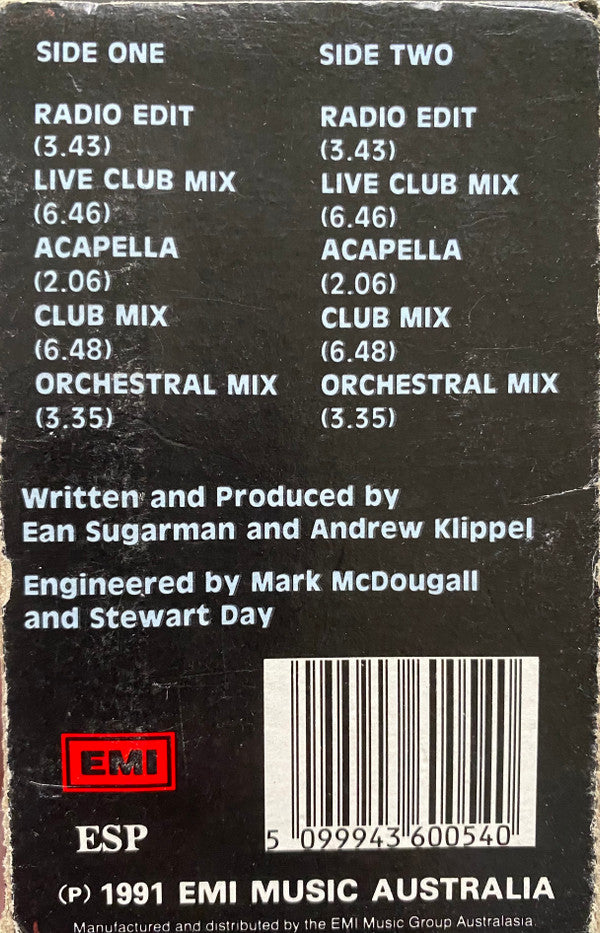 SIDE ONE
RADIO EDIT
(3.43)
LIVE CLUB MIX
(6.46)
ACAPELLA
(2.06)
CLUB MIX
(6.48)
ORCHESTRAL MIX
(3.35)
SIDE TWO
RADIO EDIT
(3.43)
LIVE CLUB MIX
(6.46)
ACAPELLA
(2.06)
CLUB MIX
(6.48)
ORCHESTRAL MIX
(3.35)
Written and Produced by
Ean Sugarman and Andrew Klippel
Engineered by Mark McDougall
and Stewart Day
EMI
ESP
5 099943 600540
(P) 1991 EMI MUSIC AUSTRALIA
Manufactured and distributed by the EMI Music Group Australasia.